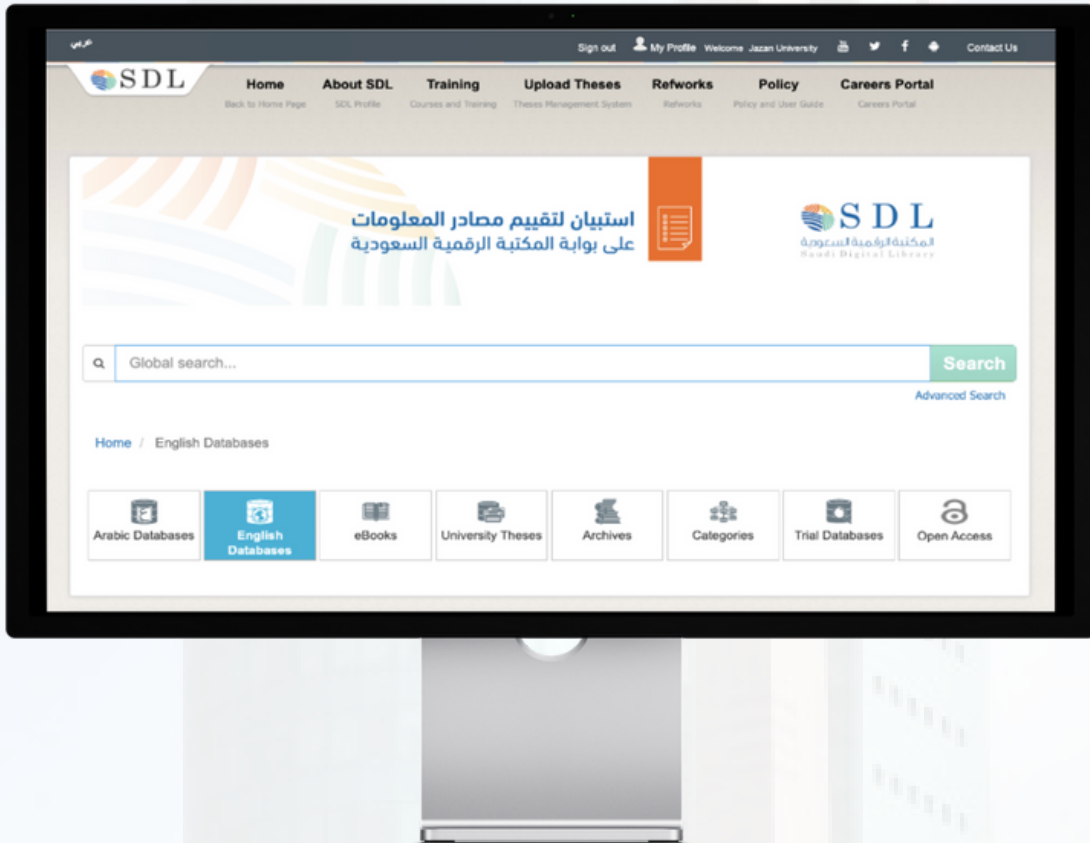 عربي
Sign out My Profile Welcome Jazan University Contact Us
SDL
Home About SDL Training Upload Theses Refworks Policy Careers Portal
Back to Home Page SDL Profile Courses and Training Theses Management System Refworks Policy and User Guide Careers Portal
استبيان لتقييم مصادر المعلومات
على بوابة المكتبة الرقمية السعودية
SDL
المكتبة الرقمية السعودية
Saudi Digital Library
Global search...
Search
Advanced Search
Home / English Databases
Arabic Databases
English
Databases
eBooks
University Theses
Archives
Categories
Trial Databases
Open Access